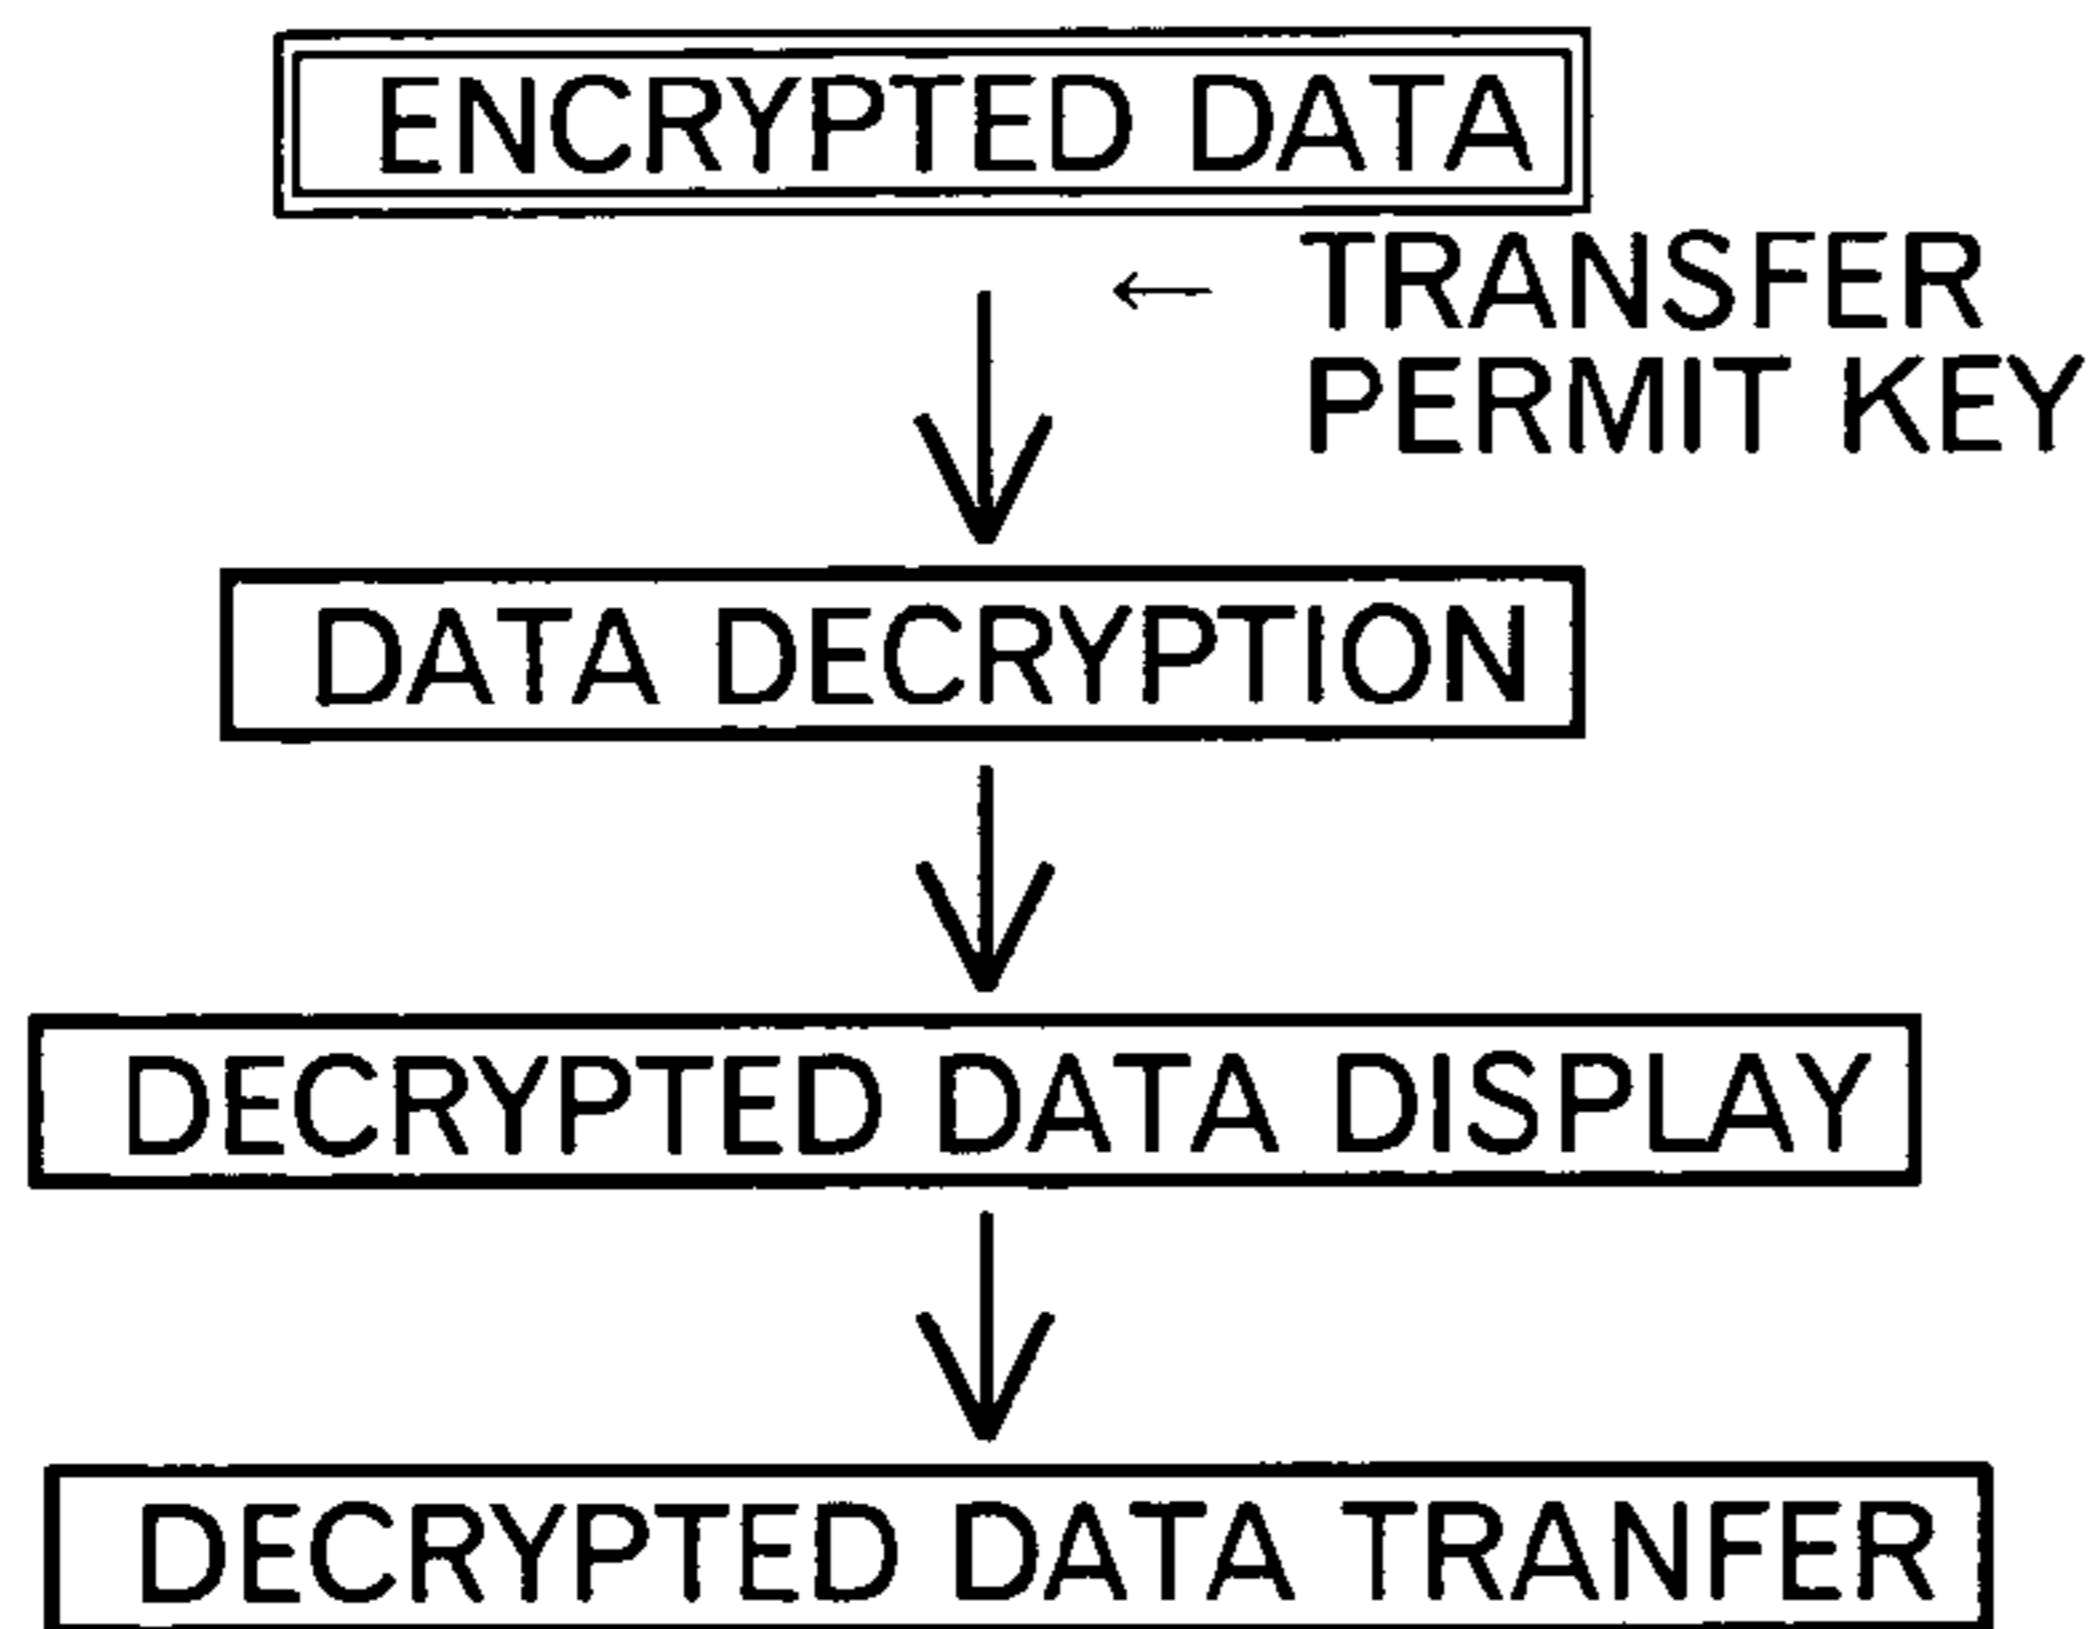 ENCRYPTED DATA
← TRANSFER
PERMIT KEY
DATA DECRYPTION
DECRYPTED DATA DISPLAY
DECRYPTED DATA TRANFER